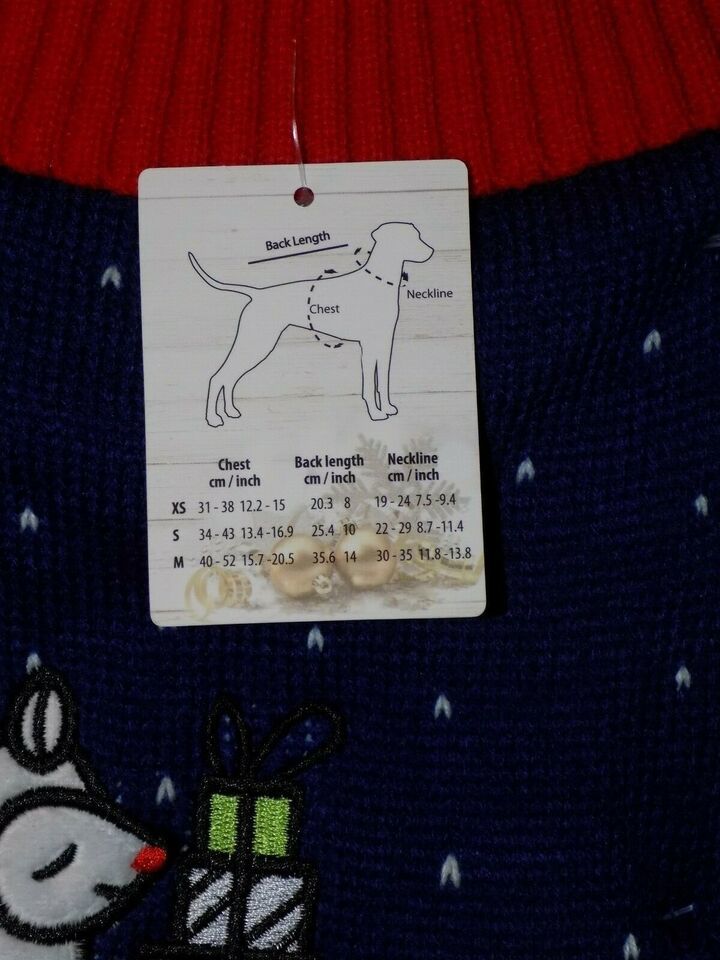 Back Length
Neckline
Chest
Chest Back length Neckline
cm / inch cm / inch
XS 31 - 38 12.2 - 15 20.3 8 19 - 24 7.5 -9.4
S 34 - 43 13.4 -16.9 25.4 10 22 - 29 8.7 -11.4
M 40 - 52 15.7 -20.5 35.6 14 30 - 35 11.8 -13.8